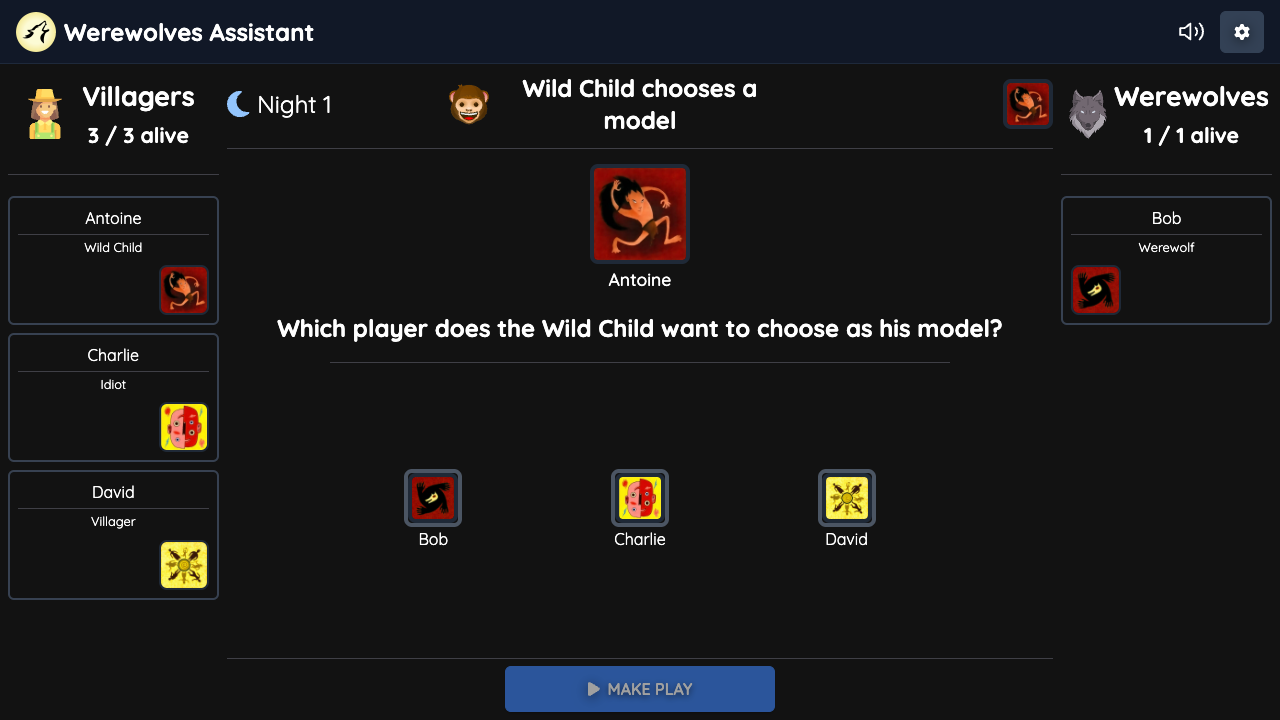 Werewolves Assistant
Villagers
3 / 3 alive
Antoine
Wild Child
Charlie
Idiot
David
Villager
Night 1
Wild Child chooses a
model
Antoine
Which player does the Wild Child want to choose as his model?
Bob
Charlie
David
MAKE PLAY
Werewolves
1 / 1 alive
Bob
Werewolf